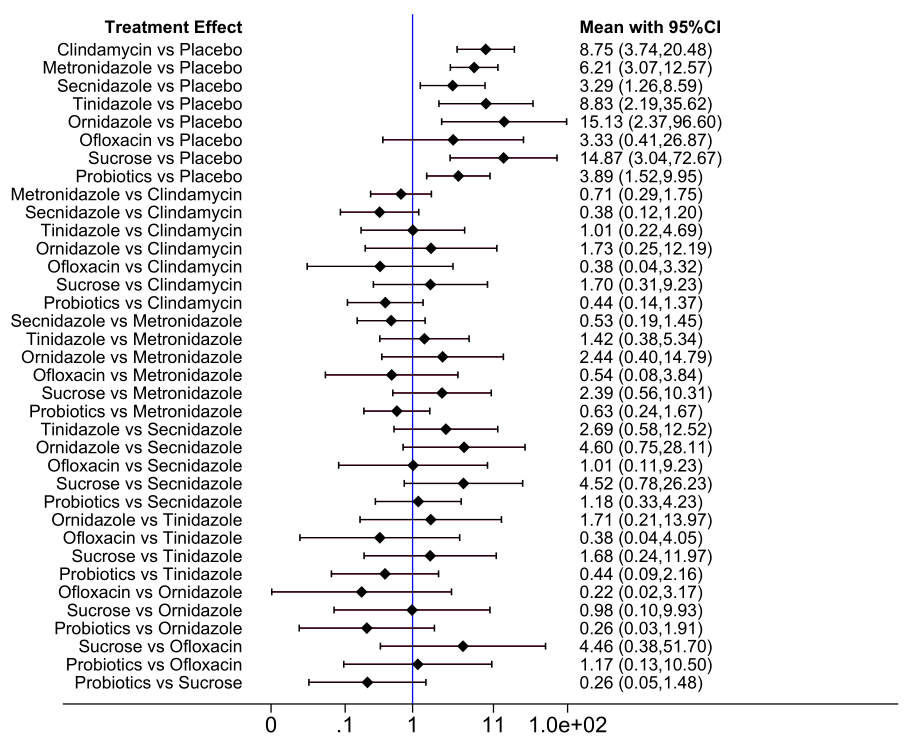 Treatment Effect Mean with 95%CI
Clindamycin vs Placebo 8.75 (3.74,20.48)
Metronidazole vs Placebo 6.21 (3.07,12.57)
Secnidazole vs Placebo 3.29 (1.26,8.59)
Tinidazole vs Placebo 8.83 (2.19,35.62)
Ornidazole vs Placebo 15.13 (2.37,96.60)
Ofloxacin vs Placebo 3.33 (0.41,26.87)
Sucrose vs Placebo 14.87 (3.04,72.67)
Probiotics vs Placebo 3.89 (1.52,9.95)
Metronidazole vs Clindamycin 0.71 (0.29,1.75)
Secnidazole vs Clindamycin 0.38 (0.12,1.20)
Tinidazole vs Clindamycin 1.01 (0.22,4.69)
Ornidazole vs Clindamycin 1.73 (0.25,12.19)
Ofloxacin vs Clindamycin 0.38 (0.04,3.32)
Sucrose vs Clindamycin 1.70 (0.31,9.23)
Probiotics vs Clindamycin 0.44 (0.14,1.37)
Secnidazole vs Metronidazole 0.53 (0.19,1.45)
Tinidazole vs Metronidazole 1.42 (0.38,5.34)
Ornidazole vs Metronidazole 2.44 (0.40,14.79)
Ofloxacin vs Metronidazole 0.54 (0.08,3.84)
Sucrose vs Metronidazole 2.39 (0.56,10.31)
Probiotics vs Metronidazole 0.63 (0.24,1.67)
Tinidazole vs Secnidazole 2.69 (0.58,12.52)
Ornidazole vs Secnidazole 4.60 (0.75,28.11)
Ofloxacin vs Secnidazole 1.01 (0.11,9.23)
Sucrose vs Secnidazole 4.52 (0.78,26.23)
Probiotics vs Secnidazole 1.18 (0.33,4.23)
Ornidazole vs Tinidazole 1.71 (0.21,13.97)
Ofloxacin vs Tinidazole 0.38 (0.04,4.05)
Sucrose vs Tinidazole 1.68 (0.24,11.97)
Probiotics vs Tinidazole 0.44 (0.09,2.16)
Ofloxacin vs Ornidazole 0.22 (0.02,3.17)
Sucrose vs Ornidazole 0.98 (0.10,9.93)
Probiotics vs Ornidazole 0.26 (0.03,1.91)
Sucrose vs Ofloxacin 4.46 (0.38,51.70)
Probiotics vs Ofloxacin 1.17 (0.13,10.50)
Probiotics vs Sucrose 0.26 (0.05,1.48)
0 .1 1 11 1.0e+02